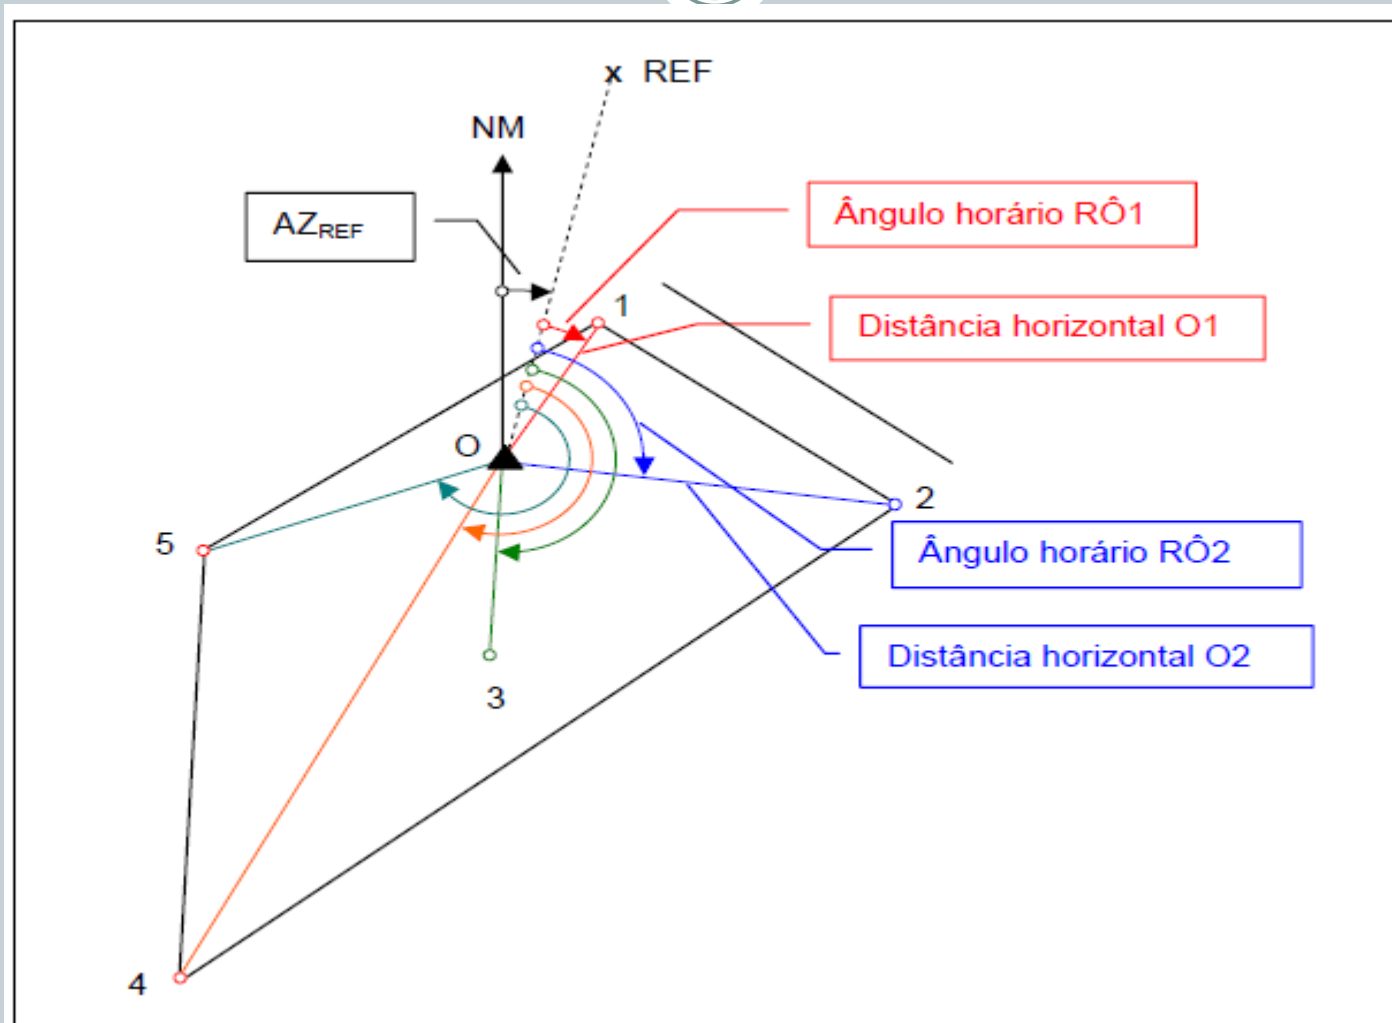 x REF
NM
AZREF
Ângulo horário RÔ1
1
Distância horizontal O1
O
2
5
Ângulo horário RÔ2
Distância horizontal O2
3
4